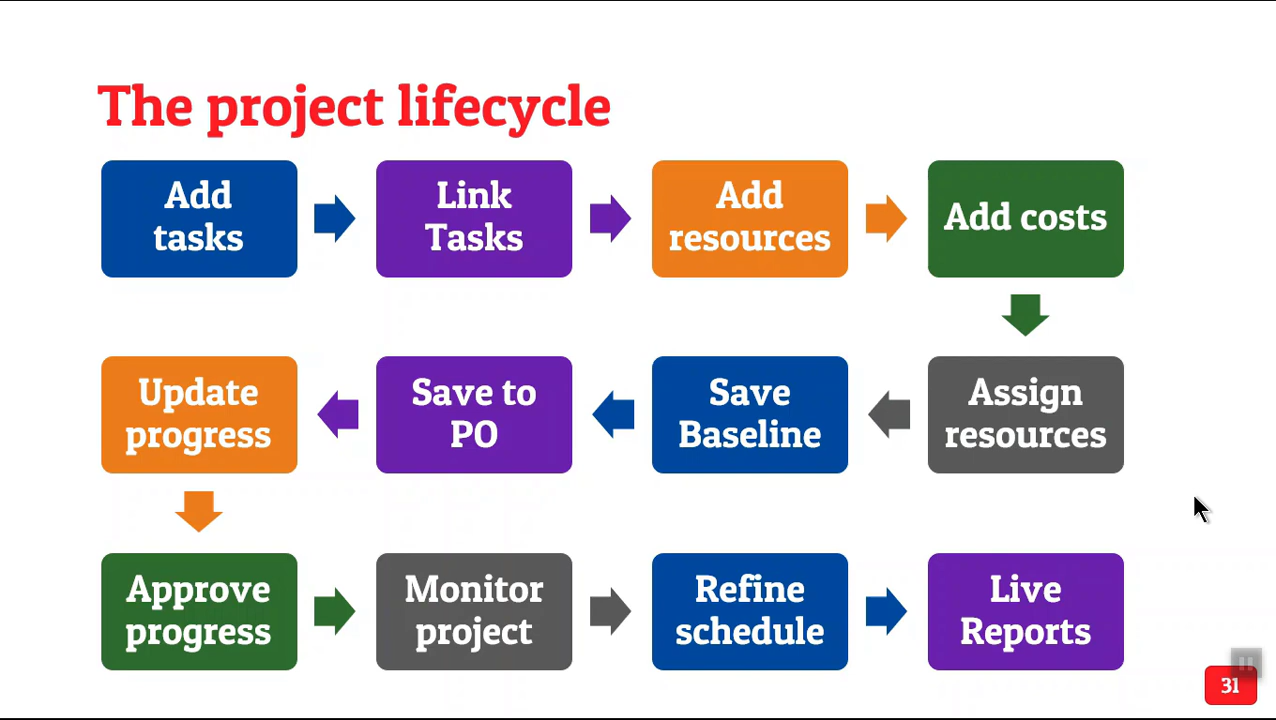 The project lifecycle
Add
tasks
Link
Tasks
Add
resources
Add costs
Update
progress
Save to
PO
Save
Baseline
Assign
resources
Approve
progress
Monitor
project
Refine
schedule
Live
Reports
31